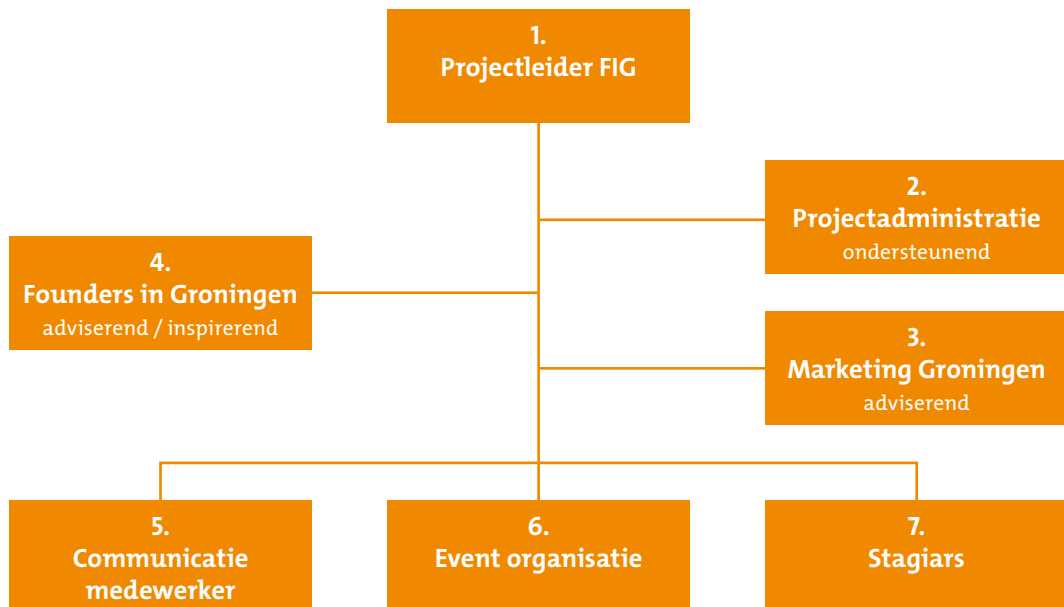 1.
Projectleider FIG
2.
Projectadministratie
ondersteunend
4.
Founders in Groningen
adviserend / inspirerend
3.
Marketing Groningen
adviserend
5.
Communicatie
medewerker
6.
Event organisatie
7.
Stagiars